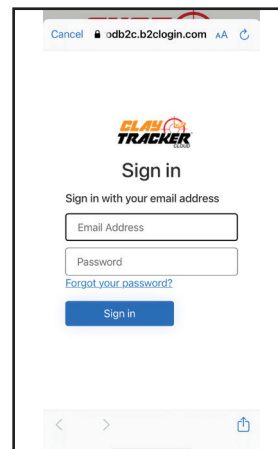 Cancel odb2c.b2clogin.com AA
CLAY
TRACKER
CLOUD
Sign in
Sign in with your email address
Email Address
Password
Forgot your password?
Sign in